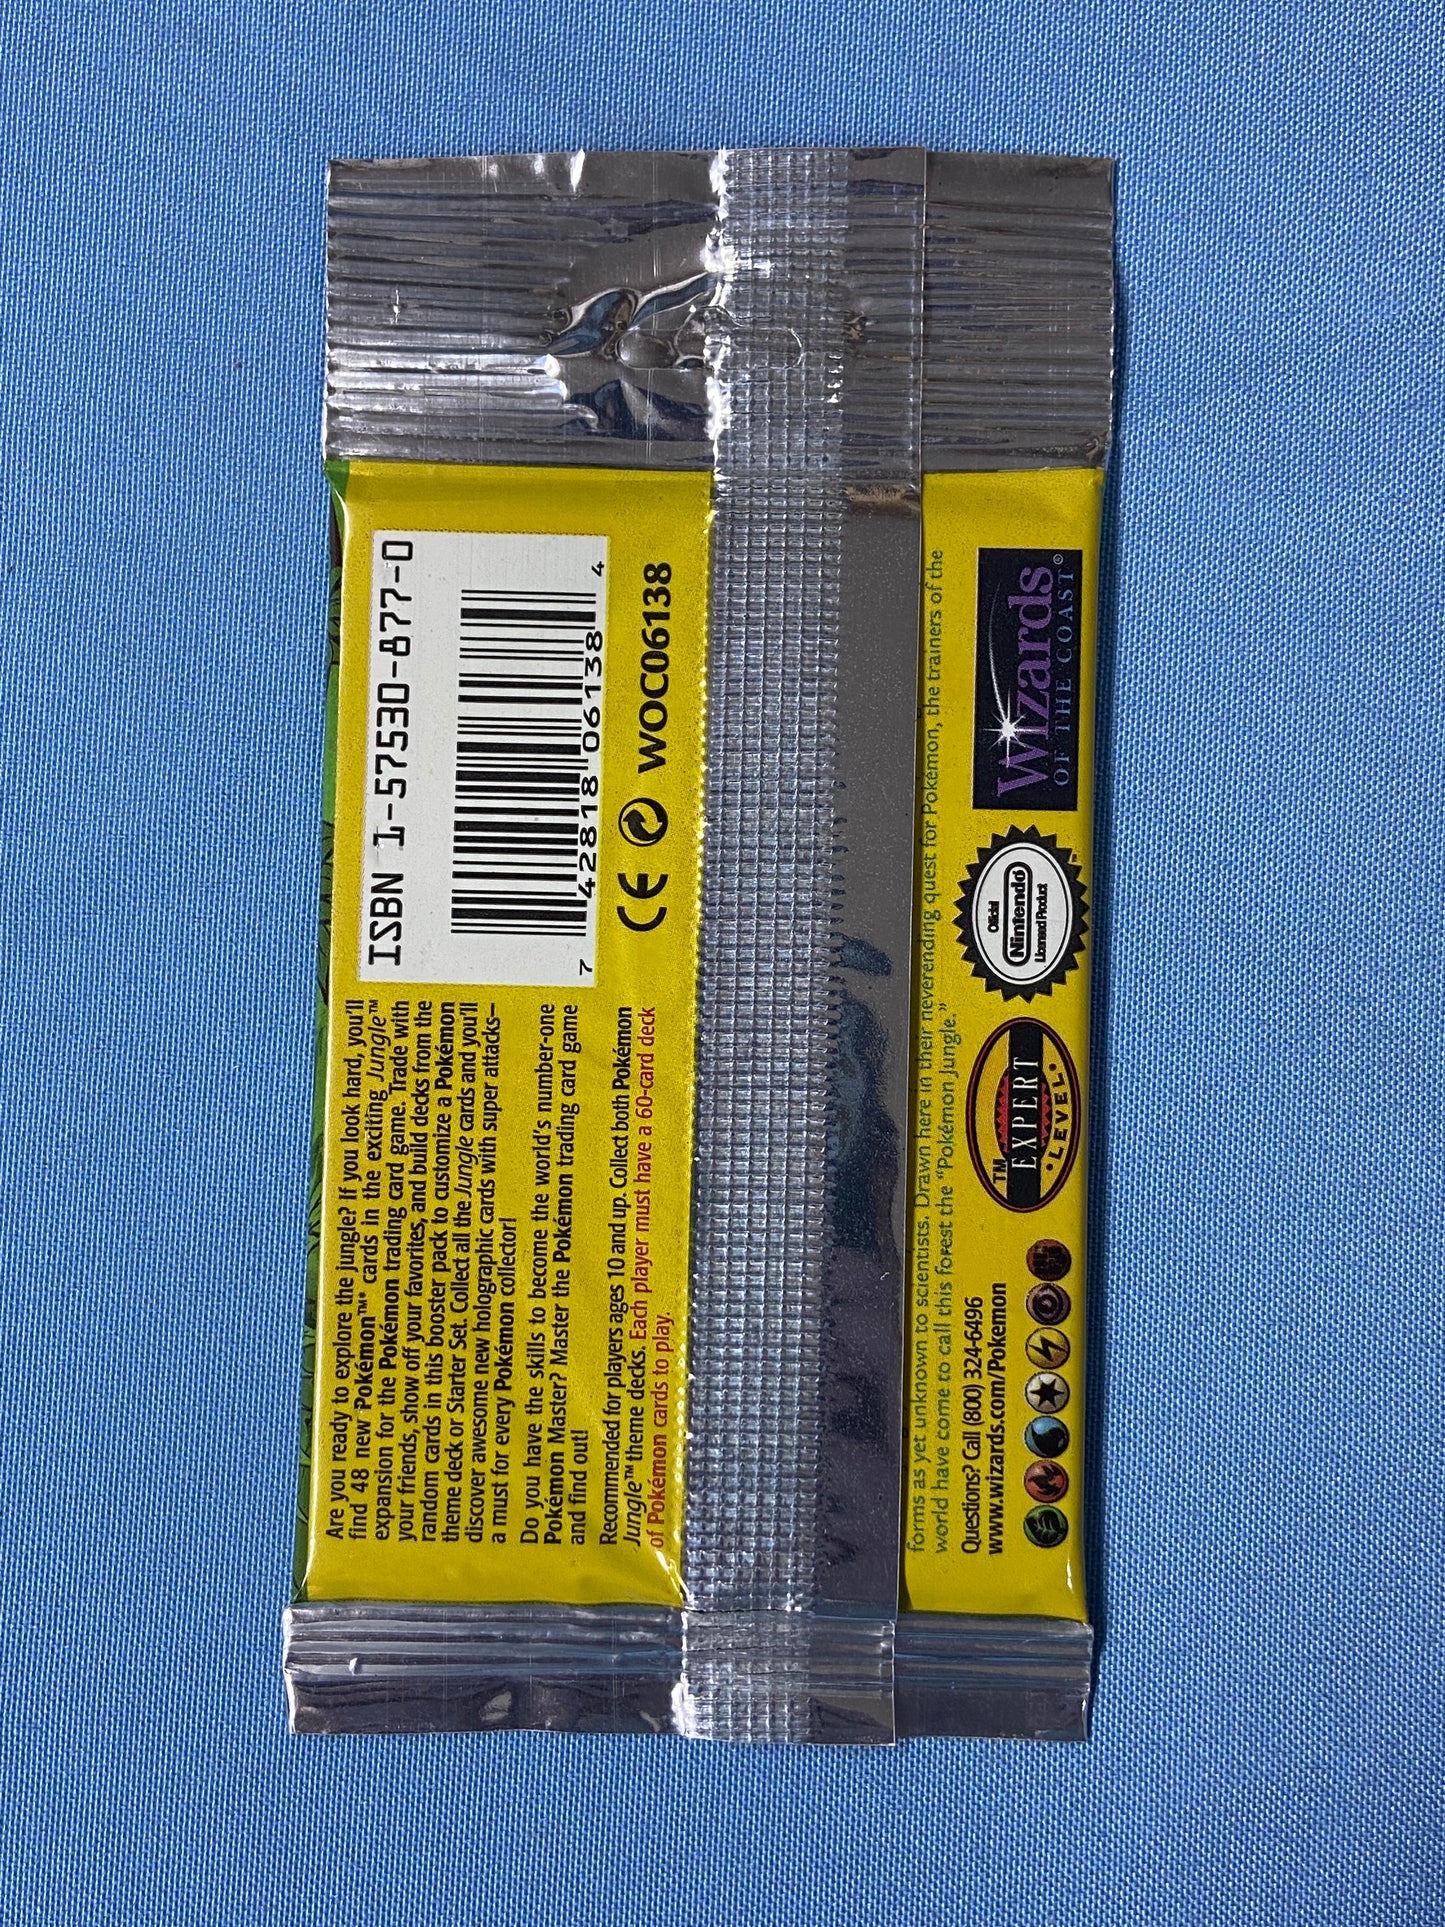 Are you ready to explore the jungle? If you look hard, you'll
find 48 new Pokémon™* cards in the exciting Jungle™
expansion for the Pokémon trading card game. Trade with
your friends, show off your favorites, and build decks from the
random cards in this booster pack to customize a Pokémon
theme deck or Starter Set. Collect all the Jungle cards and you'll
discover awesome new holographic cards with super attacks—
a must for every Pokémon collector!
Do you have the skills to become the world's number-one
Pokémon Master? Master the Pokémon trading card game
and find out!
Recommended for players ages 10 and up. Collect both Pokémon
Jungle™ theme decks. Each player must have a 60-card deck
of Pokémon cards to play.
ISBN 1-57530-877-0
7 42818 06138 4
CE WOC06138
forms as yet unknown to scientists. Drawn here in their neverending quest for Pokémon, the trainers of the
world have come to call this forest the “Pokémon Jungle.”
Questions? Call (800) 324-6496
www.wizards.com/Pokemon
TM
EXPERT
•LEVEL•
Official
Nintendo®
Licensed Product
™
Wizards
OF THE COAST®